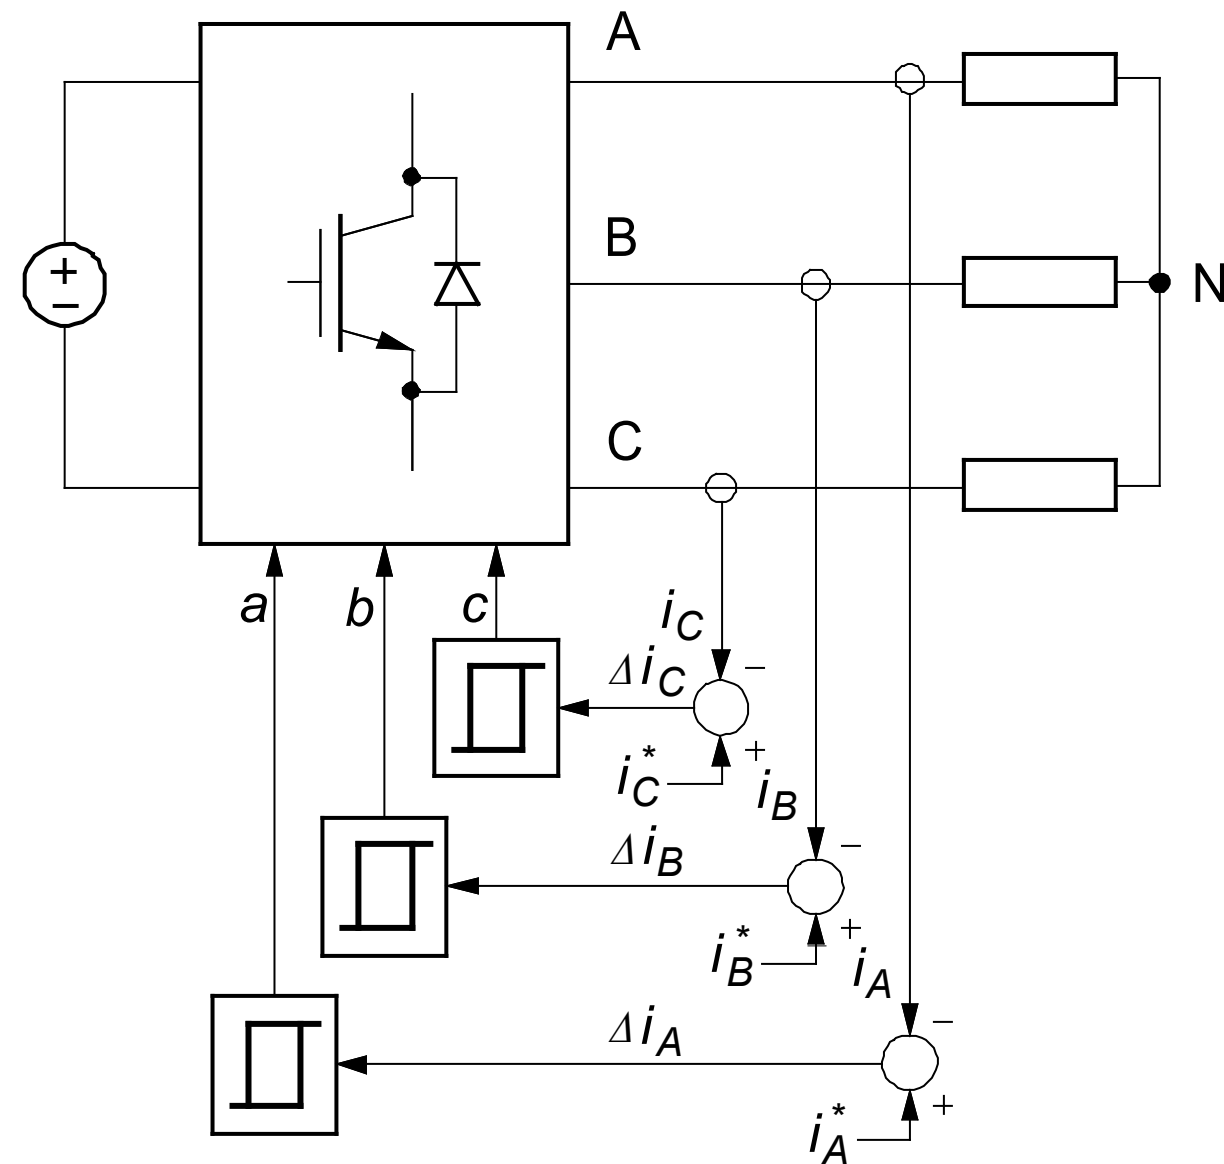 A
+
−
B
N
C
a
b
c
i_C
−
Δi_C
+
i_C^*
i_B
−
Δi_B
+
i_B^*
i_A
−
Δi_A
+
i_A^*